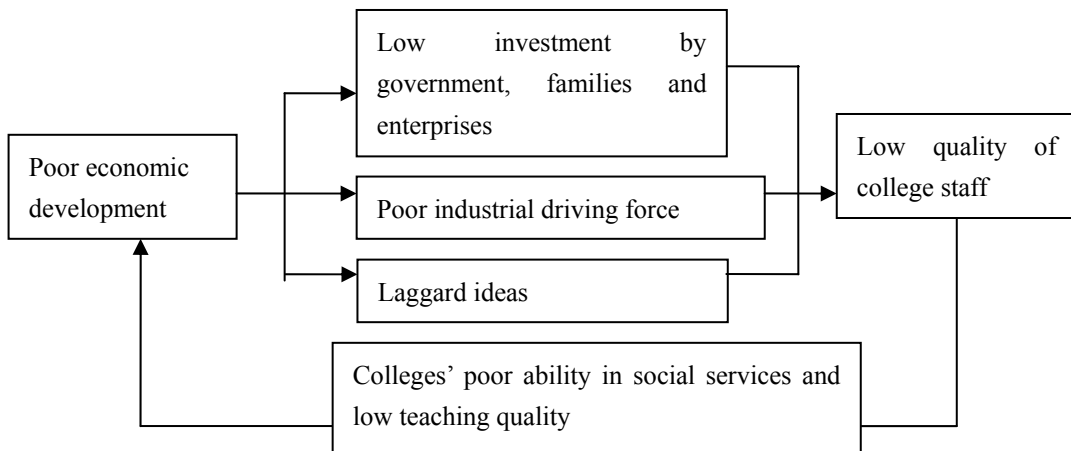 Low investment by
government, families and
enterprises
Poor economic
development
Low quality of
college staff
Poor industrial driving force
Laggard ideas
Colleges’ poor ability in social services and
low teaching quality